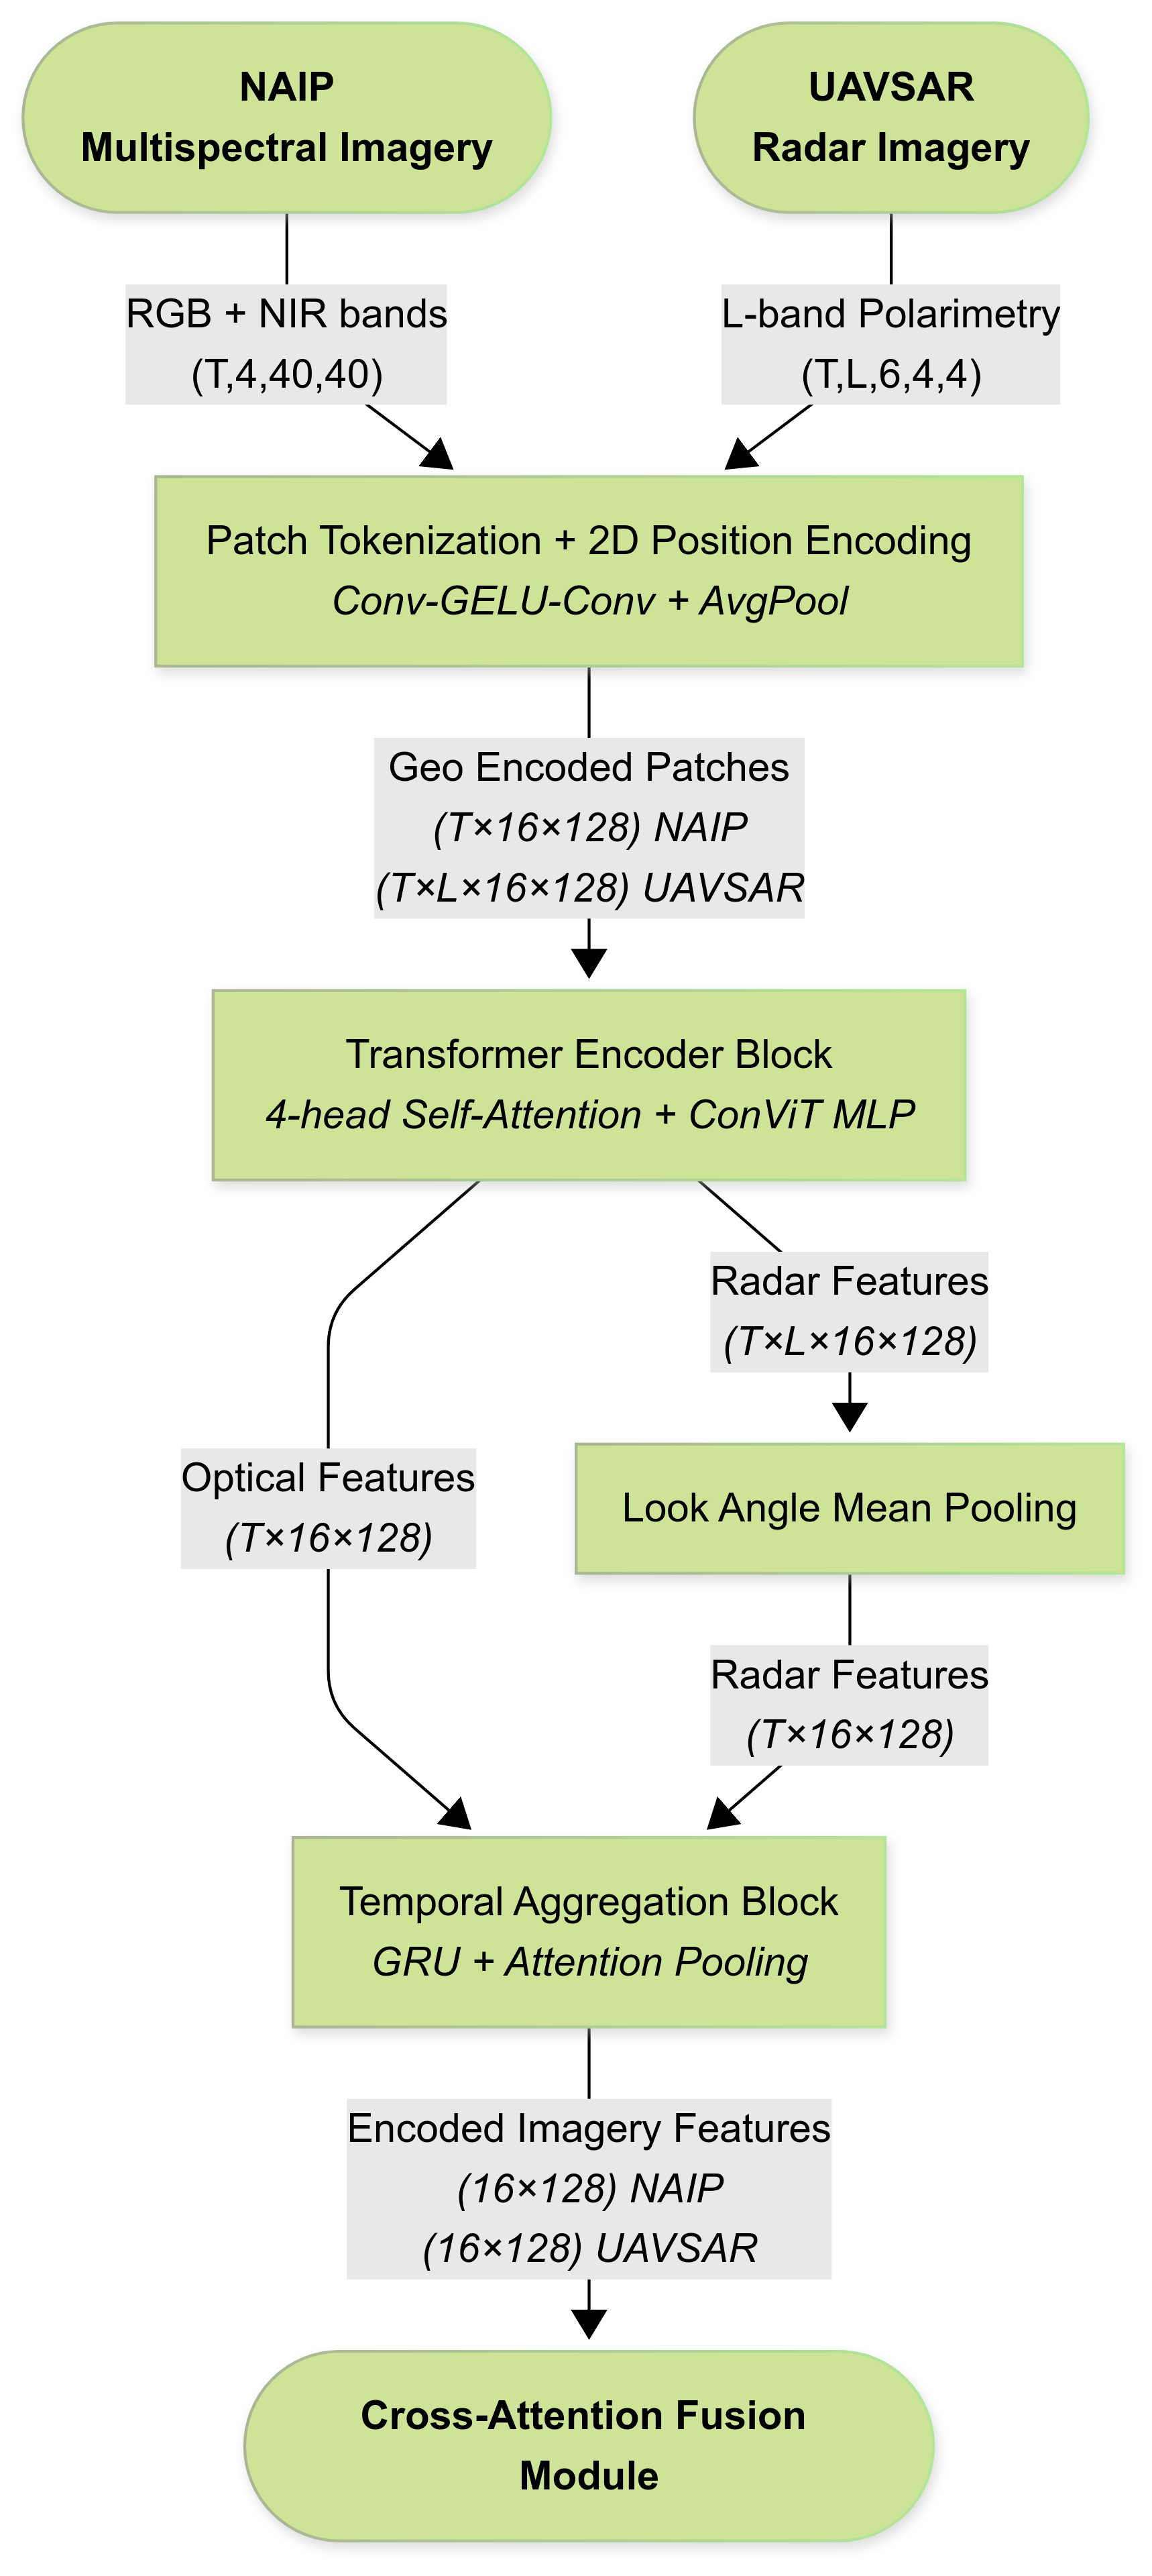 NAIP
Multispectral Imagery
UAVSAR
Radar Imagery
RGB + NIR bands
(T,4,40,40)
L-band Polarimetry
(T,L,6,4,4)
Patch Tokenization + 2D Position Encoding
Conv-GELU-Conv + AvgPool
Geo Encoded Patches
(T×16×128) NAIP
(T×L×16×128) UAVSAR
Transformer Encoder Block
4-head Self-Attention + ConViT MLP
Radar Features
(T×L×16×128)
Optical Features
(T×16×128)
Look Angle Mean Pooling
Radar Features
(T×16×128)
Temporal Aggregation Block
GRU + Attention Pooling
Encoded Imagery Features
(16×128) NAIP
(16×128) UAVSAR
Cross-Attention Fusion
Module